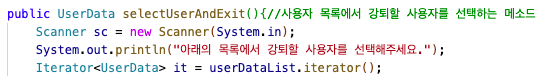 public UserData selectUserAndExit(){//사용자 목록에서 강퇴할 사용자를 선택하는 메소드
Scanner sc = new Scanner(System.in);
System.out.println("아래의 목록에서 강퇴할 사용자를 선택해주세요.");
Iterator<UserData> it = userDataList.iterator();